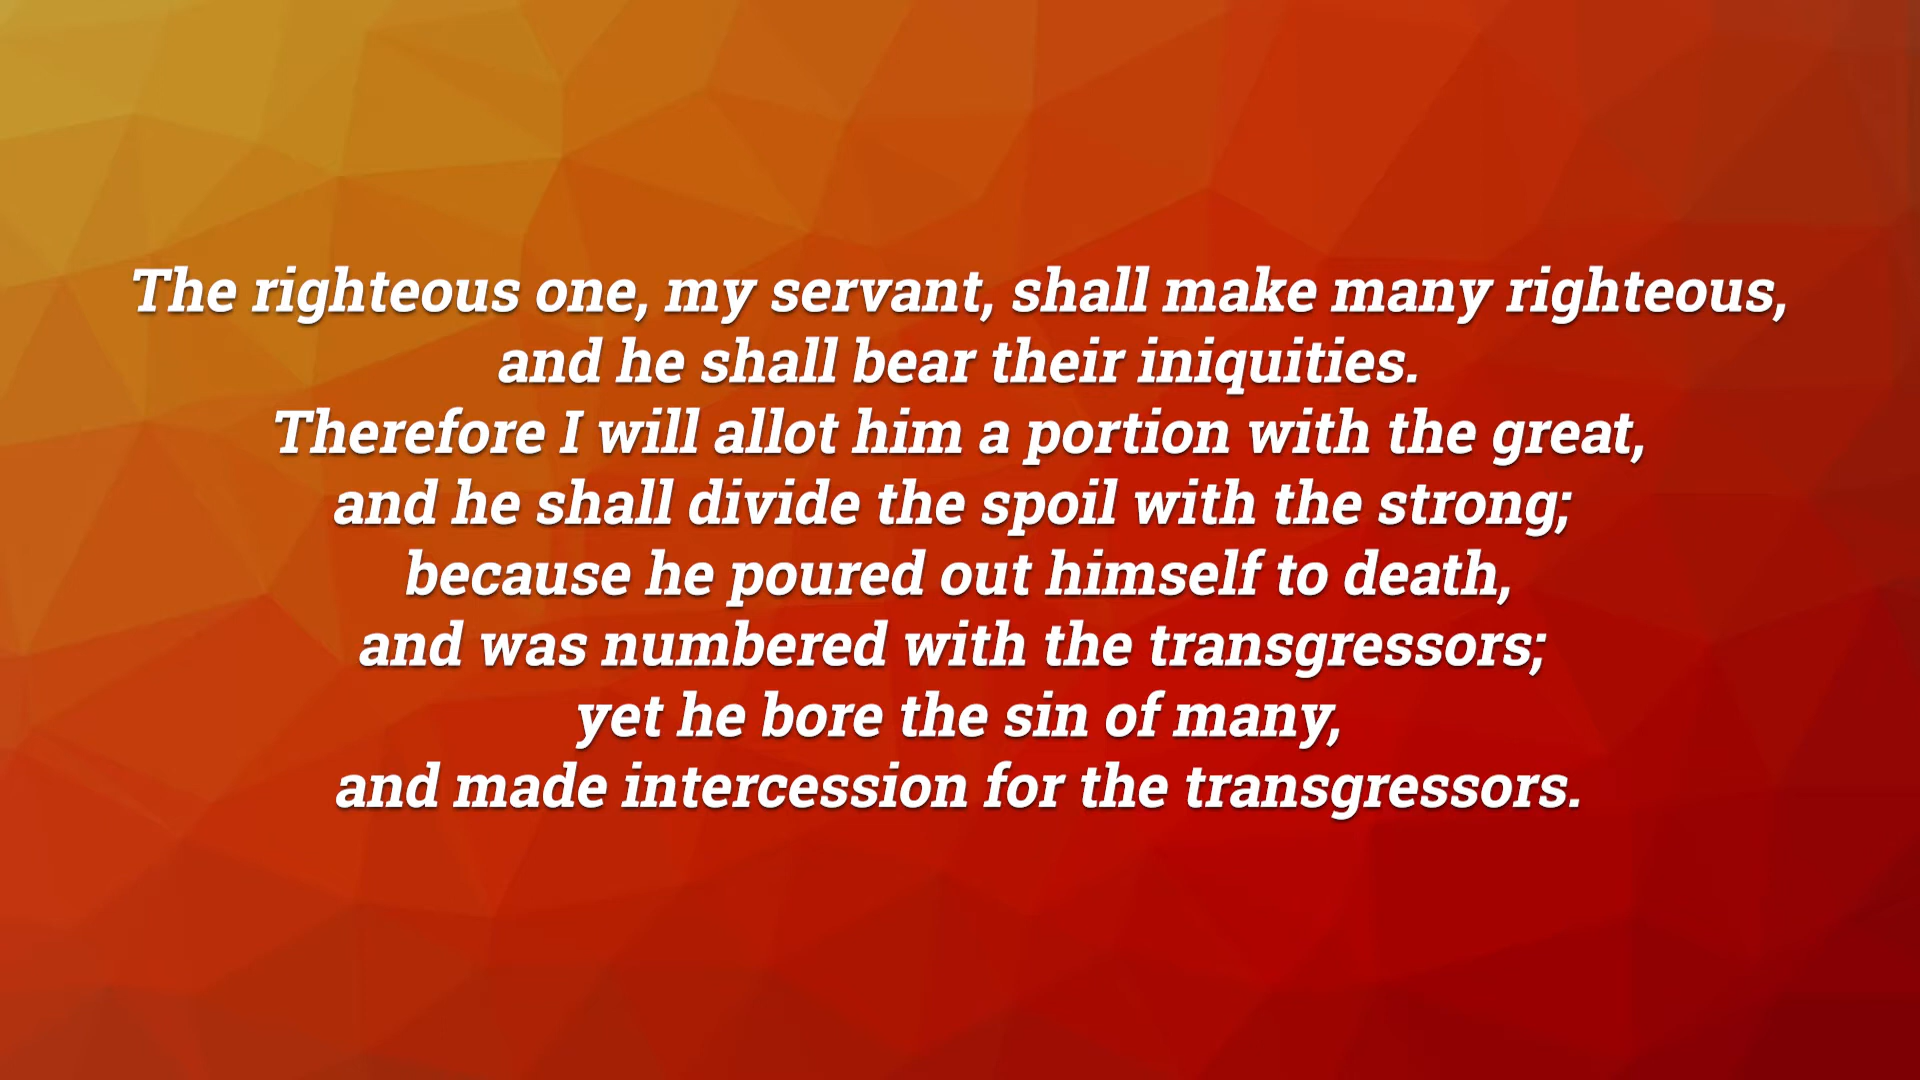 The righteous one, my servant, shall make many righteous,
and he shall bear their iniquities.
Therefore I will allot him a portion with the great,
and he shall divide the spoil with the strong;
because he poured out himself to death,
and was numbered with the transgressors;
yet he bore the sin of many,
and made intercession for the transgressors.